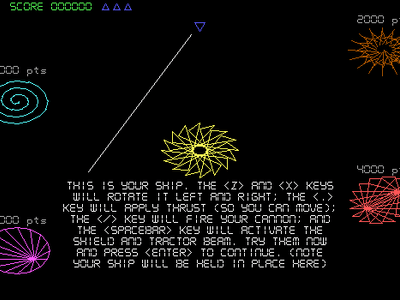 SCORE 000000
2000 pts
000 pts
4000 pts
000 pts
THIS IS YOUR SHIP. THE <Z> AND <X> KEYS
WILL ROTATE IT LEFT AND RIGHT; THE <.>
KEY WILL APPLY THRUST (SO YOU CAN MOVE);
THE </> KEY WILL FIRE YOUR CANNON; AND
THE <SPACEBAR> KEY WILL ACTIVATE THE
SHIELD AND TRACTOR BEAM. TRY THEM NOW
AND PRESS <ENTER> TO CONTINUE. (NOTE
YOUR SHIP WILL BE HELD IN PLACE HERE)